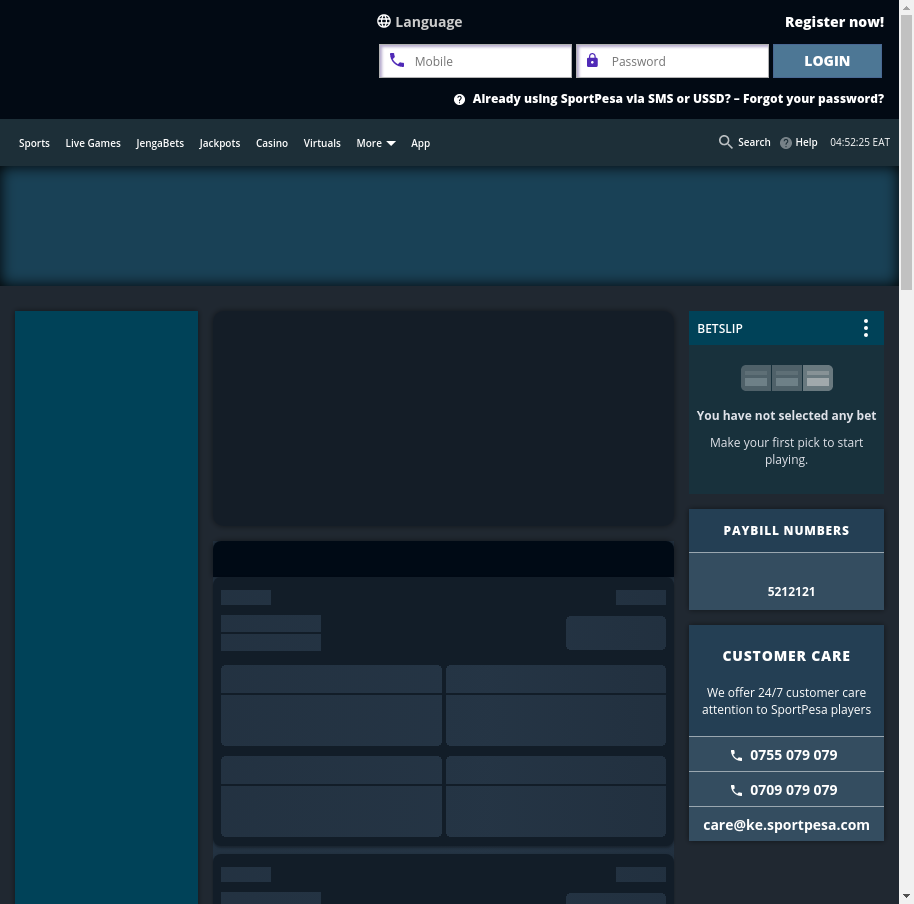 Language
Register now!
Mobile
Password
LOGIN
Already using SportPesa via SMS or USSD? – Forgot your password?
Sports Live Games JengaBets Jackpots Casino Virtuals More App
Search Help 04:52:25 EAT
BETSLIP
You have not selected any bet
Make your first pick to start
playing.
PAYBILL NUMBERS
5212121
CUSTOMER CARE
We offer 24/7 customer care
attention to SportPesa players
0755 079 079
0709 079 079
care@ke.sportpesa.com